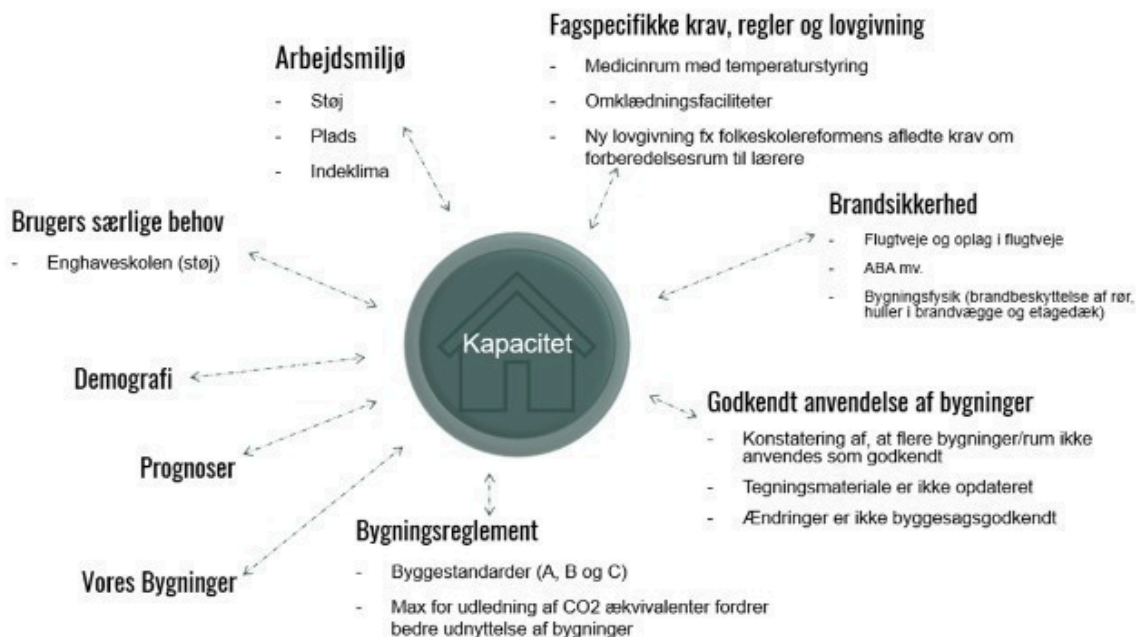 Fagspecifikke krav, regler og lovgivning
- Medicinrum med temperaturstyring
- Omklædningsfaciliteter
- Ny lovgivning fx folkeskolereformens afledte krav om
forberedelsesrum til lærere
Arbejdsmiljø
- Støj
- Plads
- Indeklima
Brugers særlige behov
- Enghaveskolen (støj)
Brandsikkerhed
- Flugtveje og oplag i flugtveje
- ABA mv.
- Bygningsfysik (brandbeskyttelse af rør,
huller i brandvægge og etagedæk)
Kapacitet
Demografi
Godkendt anvendelse af bygninger
- Konstatering af, at flere bygninger/rum ikke
anvendes som godkendt
- Tegningsmateriale er ikke opdateret
- Ændringer er ikke byggesagsgodkendt
Prognoser
Vores Bygninger
Bygningsreglement
- Byggestandarder (A, B og C)
- Max for udledning af CO2 ækvivalenter fordrer
bedre udnyttelse af bygninger